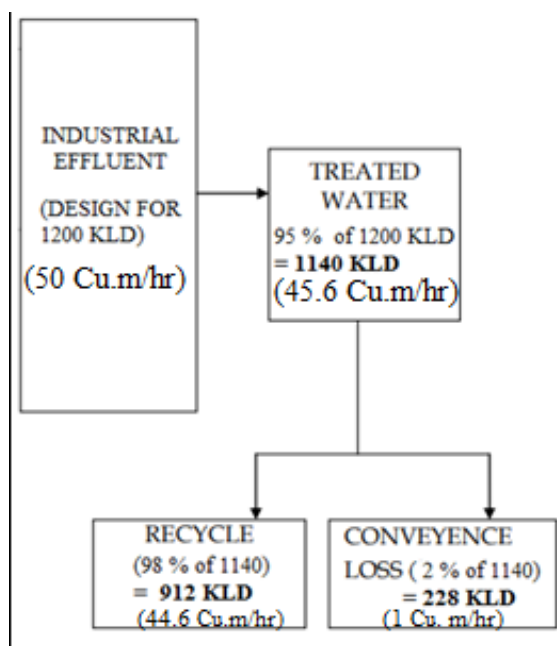 INDUSTRIAL
EFFLUENT
(DESIGN FOR
1200 KLD)
(50 Cu.m/hr)
TREATED
WATER
95 % of 1200 KLD
= 1140 KLD
(45.6 Cu.m/hr)
RECYCLE
(98 % of 1140)
= 912 KLD
(44.6 Cu.m/hr)
CONVEYENCE
LOSS ( 2 % of 1140)
= 228 KLD
(1 Cu. m/hr)